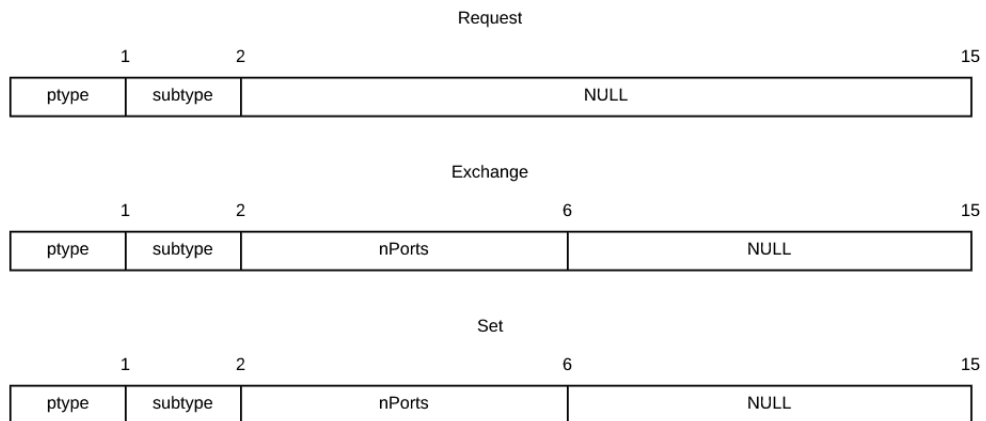 Request
1 2 15
ptype subtype NULL
Exchange
1 2 6 15
ptype subtype nPorts NULL
Set
1 2 6 15
ptype subtype nPorts NULL